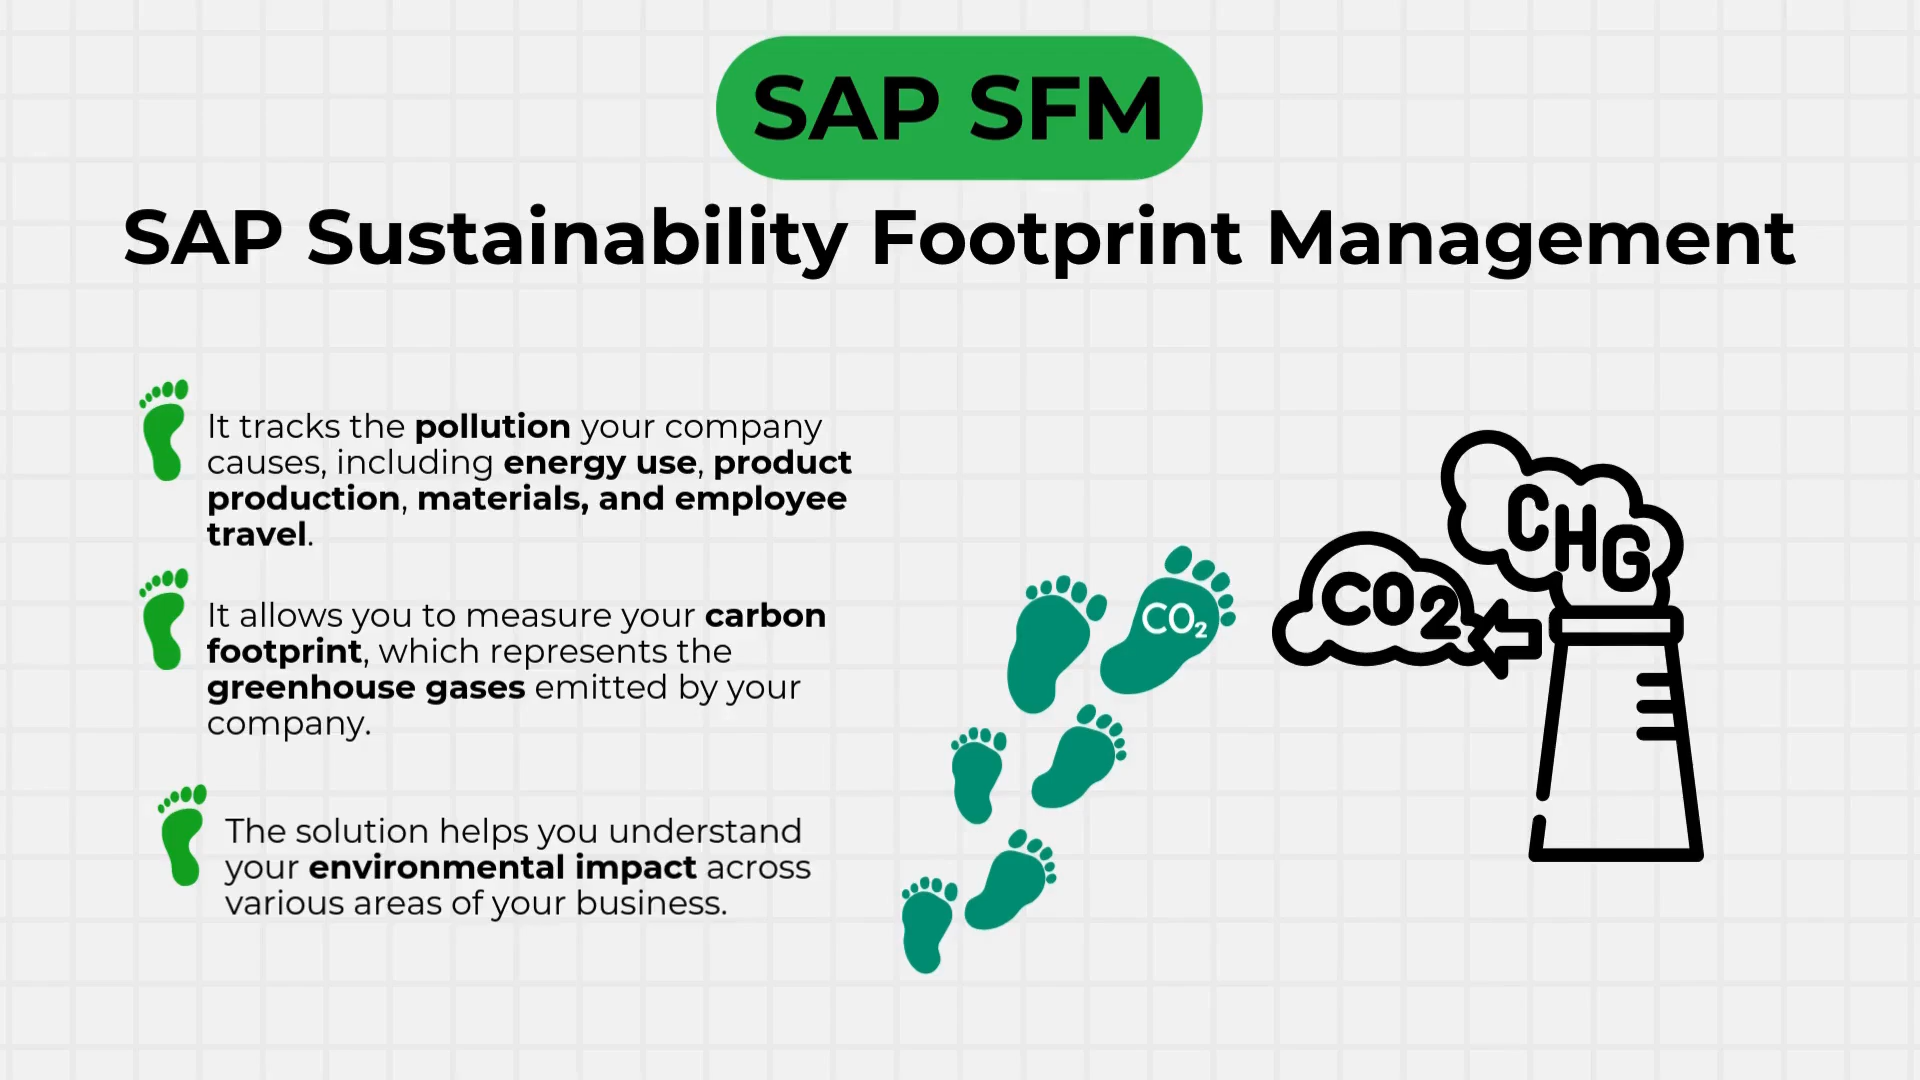 SAP SFM
SAP Sustainability Footprint Management
It tracks the pollution your company
causes, including energy use, product
production, materials, and employee
travel.
It allows you to measure your carbon
footprint, which represents the
greenhouse gases emitted by your
company.
The solution helps you understand
your environmental impact across
various areas of your business.
CO₂
CO2
CHG